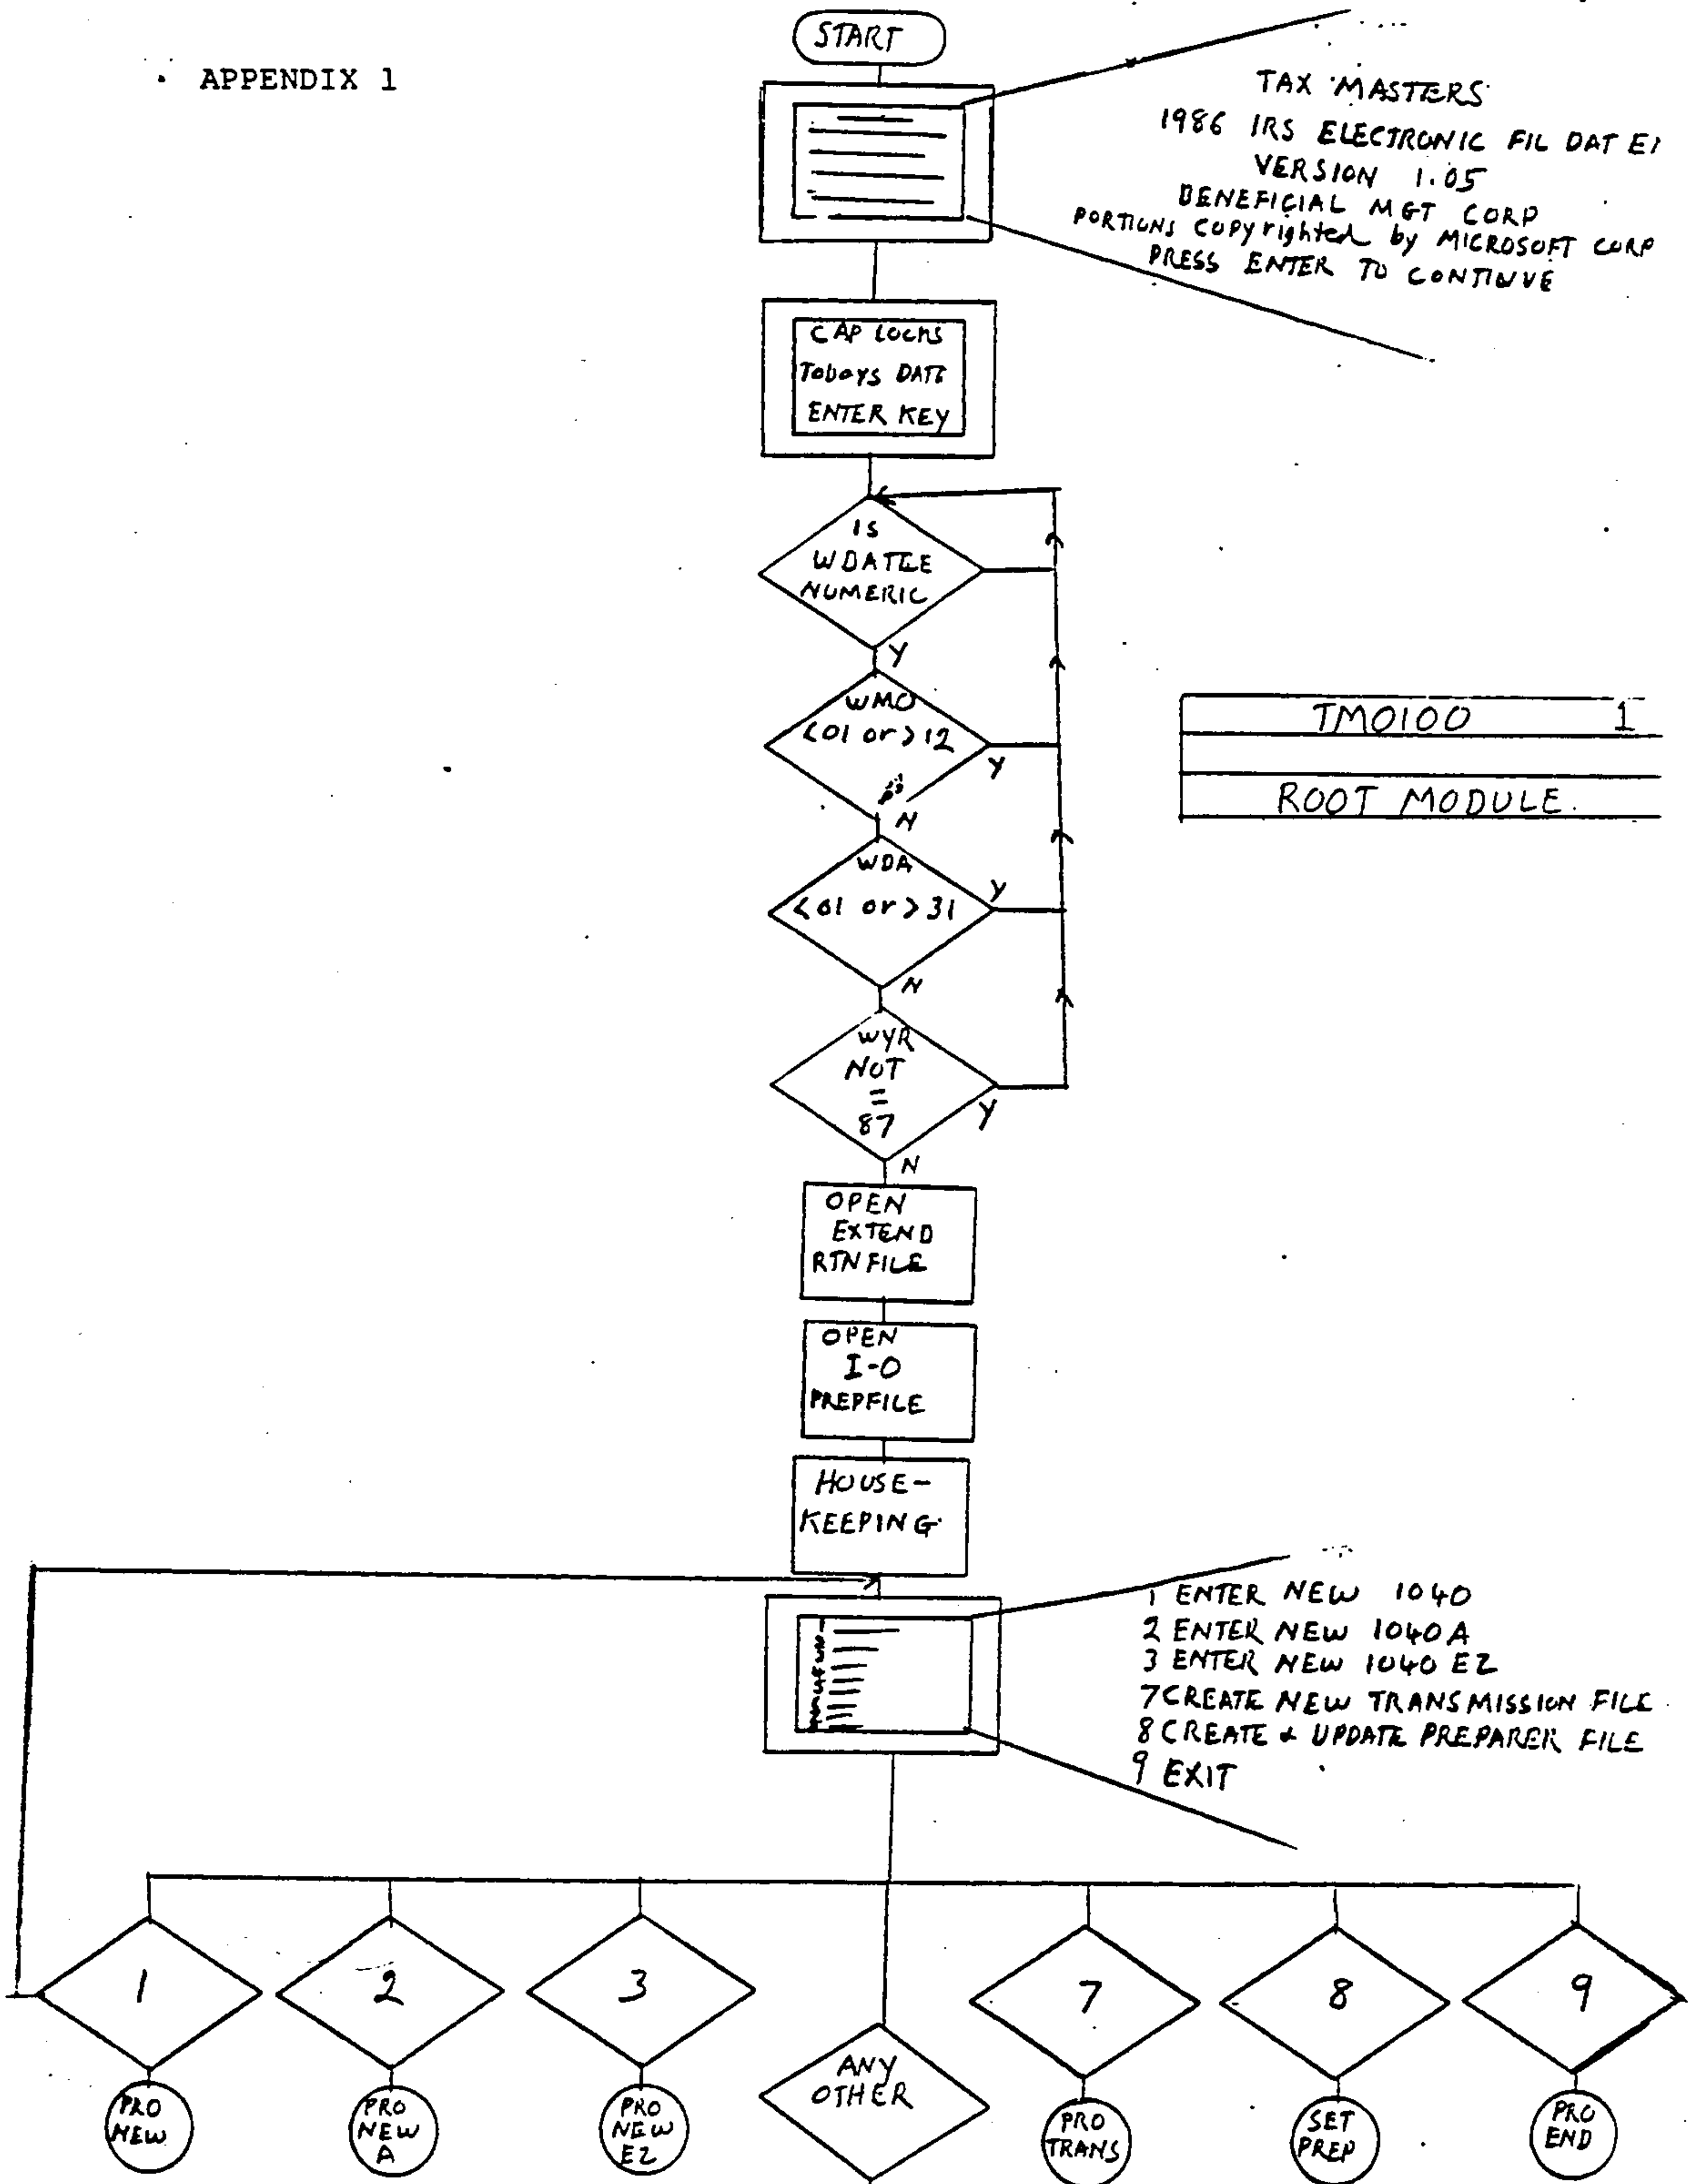 APPENDIX 1
START
TAX MASTERS
1986 IRS ELECTRONIC FIL DAT
VERSION 1.05
BENEFICIAL MGT CORP
PORTIONS Copyrighted by MICROSOFT CORP
PRESS ENTER TO CONTINUE
CAP LOCKS
TODAYS DATE
ENTER KEY
IS
NUMERIC
Y
WMO
<01 or >12
Y
N
TM0100 1
ROOT MODULE.
WDA
<01 or >31
Y
N
WYR
NOT
=
87
Y
N
OPEN
EXTEND
RTNFILE
OPEN
I-O
PREPFILE
HOUSE-
KEEPING
1 ENTER NEW 1040
2 ENTER NEW 1040A
3 ENTER NEW 1040 EZ
7 CREATE NEW TRANSMISSION FILE
8 CREATE & UPDATE PREPARER FILE
9 EXIT
1
2
3
7
8
9
ANY
OTHER
PRO
NEW
PRO
NEW
A
PRO
NEW
EZ
PRO
TRANS
SET
PREP
PRO
END